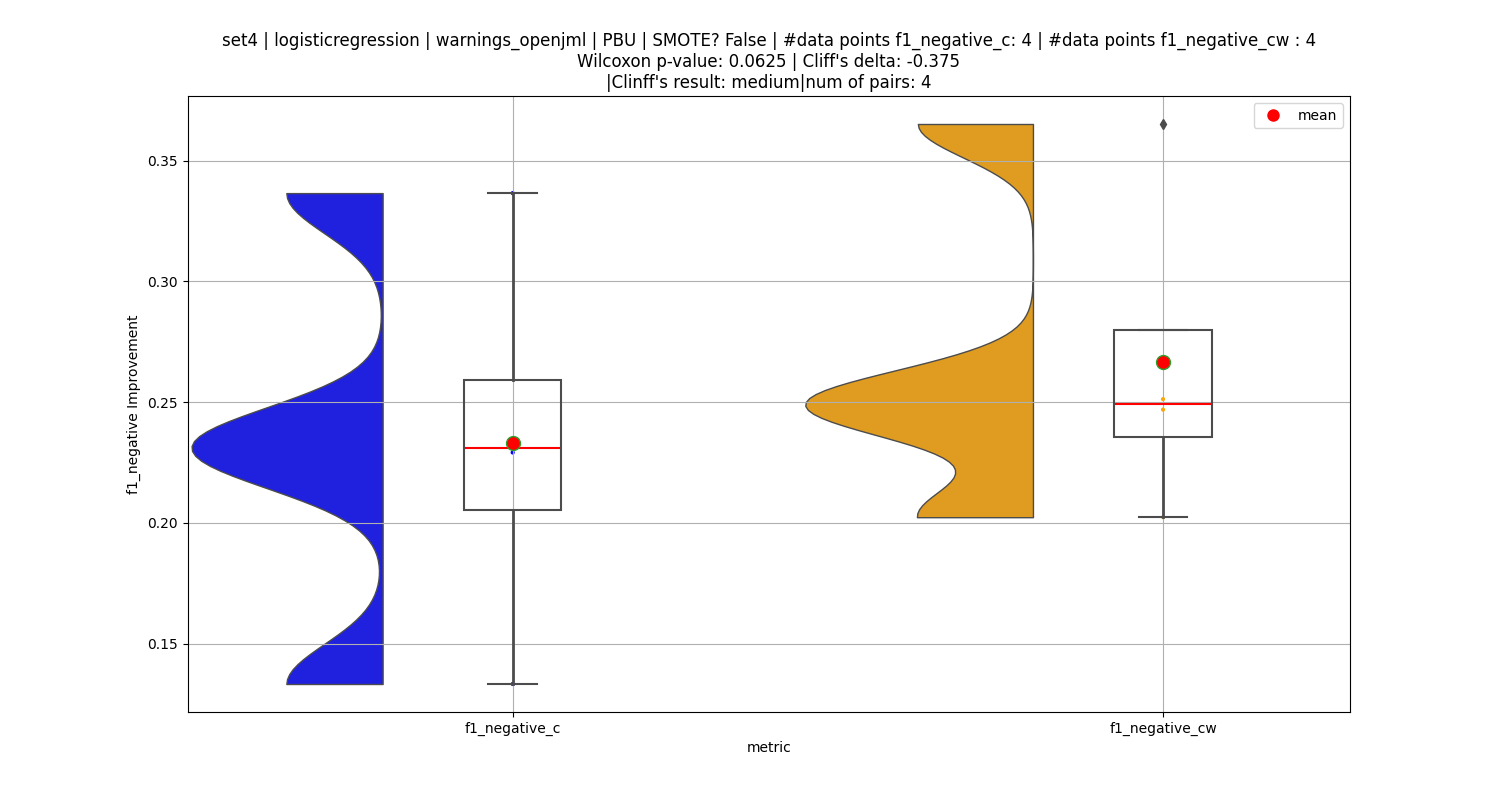 set4 | logisticregression | warnings_openjml | PBU | SMOTE? False | #data points f1_negative_c: 4 | #data points f1_negative_cw : 4
Wilcoxon p-value: 0.0625 | Cliff's delta: -0.375
|Clinff's result: medium|num of pairs: 4
mean
0.35
0.30
0.25
0.20
0.15
f1_negative Improvement
f1_negative_c
f1_negative_cw
metric